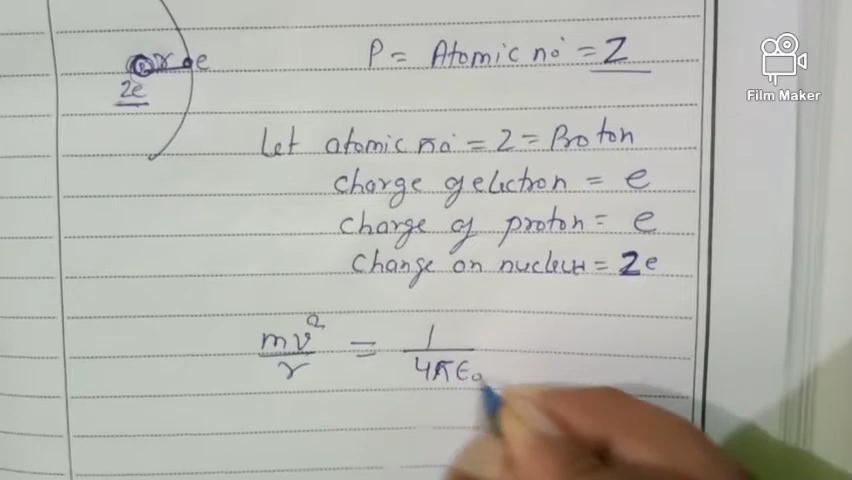 r e
2e
P = Atomic no = Z
Let atomic no = Z = Proton
Charge of electron = e
Charge of proton = e
Change on nucleus = Ze
mv² / r = 1 / 4πϵ₀
Film Maker